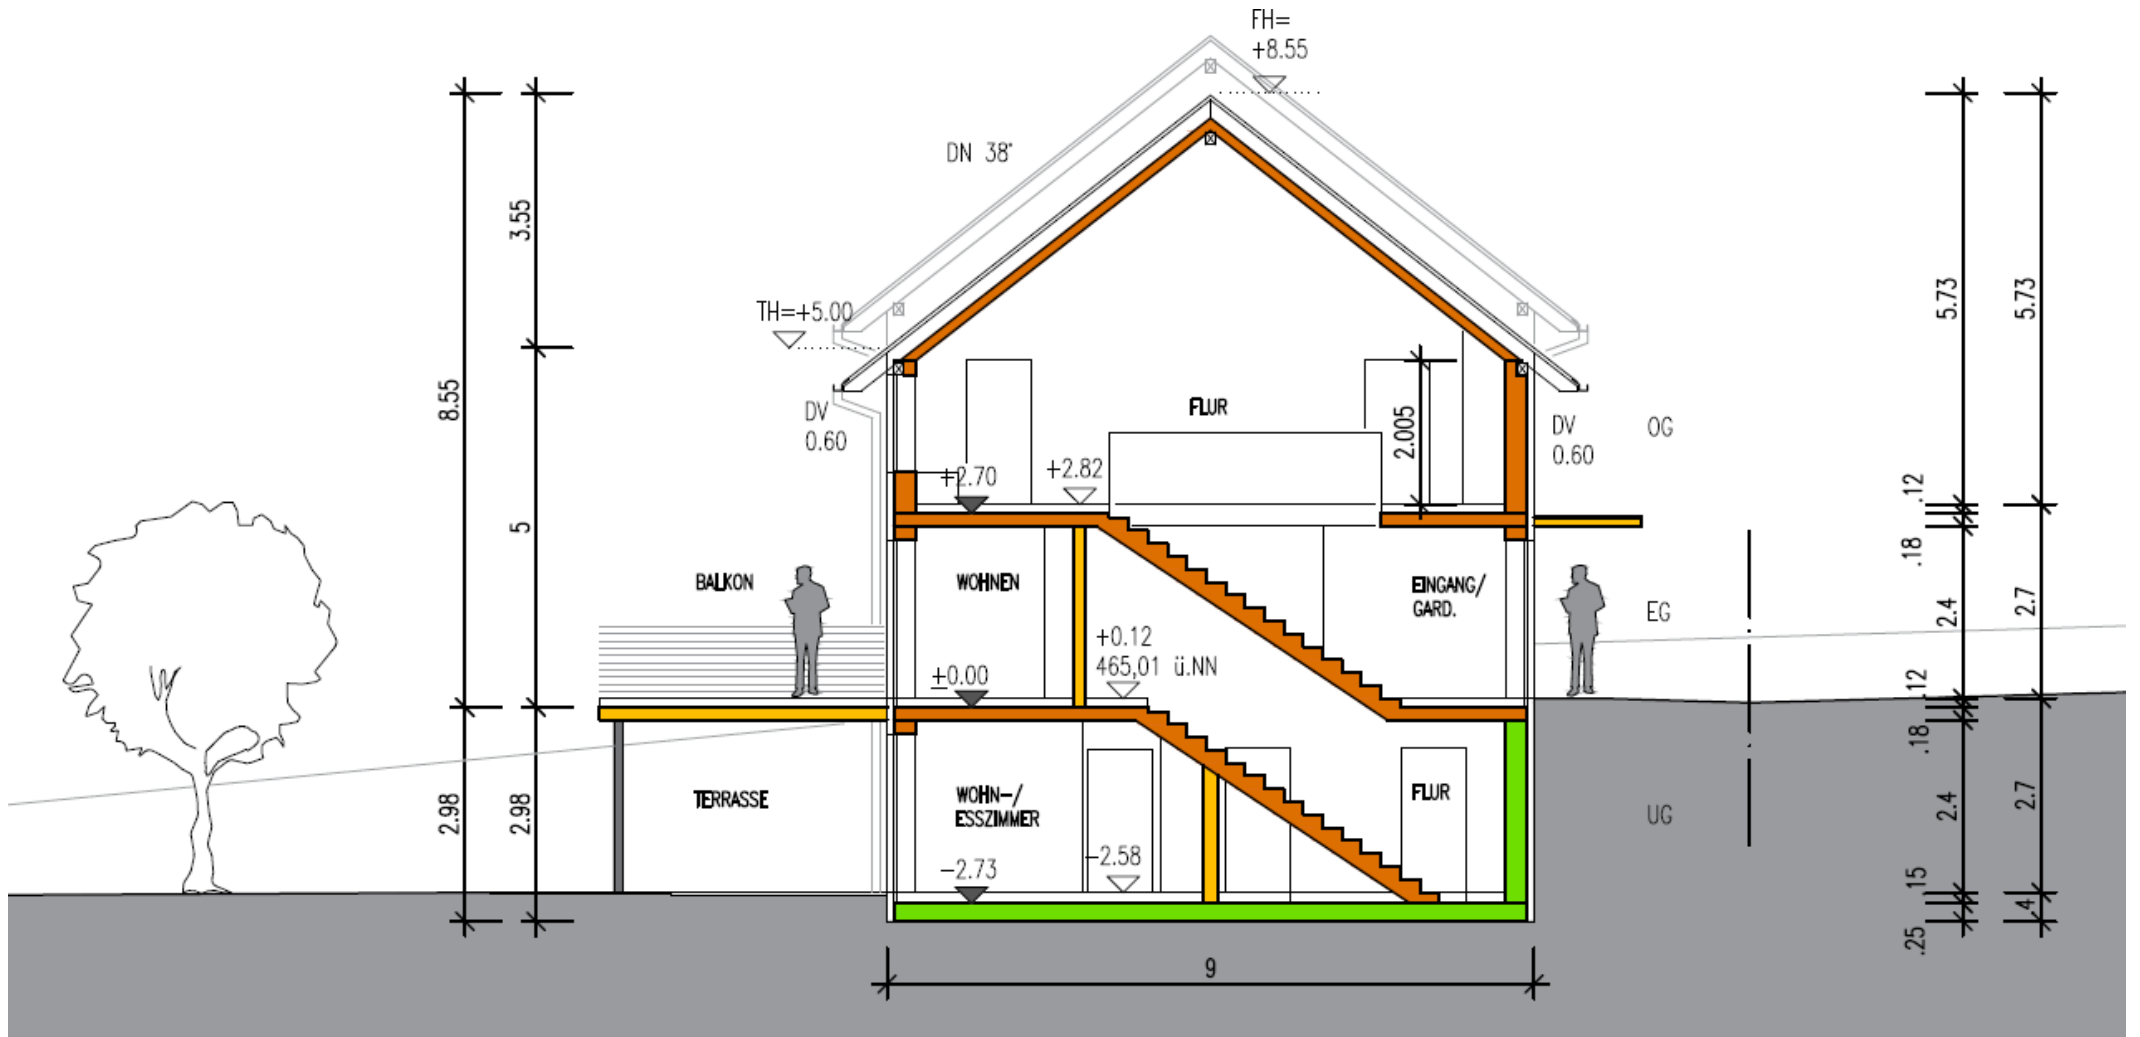 FH=
+8.55
DN 38°
3.55
5.73
5.73
TH=+5.00
8.55
DV
0.60
FLUR
2.005
DV
0.60
OG
+2.70
+2.82
.12
5
.18
BALKON
WOHNEN
EINGANG/
GARD.
EG
2.4
2.7
+0.12
465,01 ü.NN
±0.00
.12
.18
2.98
2.98
TERRASSE
WOHN-/
ESSZIMMER
FLUR
UG
2.4
2.7
-2.73
-2.58
.15
.4
.25
9